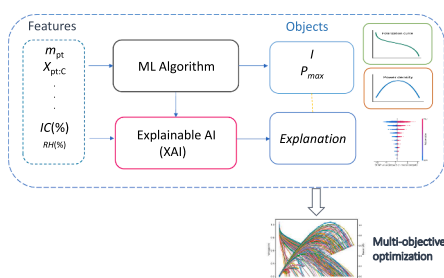 Features
Objects
m_pt
X_pt:C
.
.
.
IC(%)
RH(%)
ML Algorithm
Explainable AI
(XAI)
I
P_max
Explanation
Polarization curve
Power density
Multi-objective
optimization